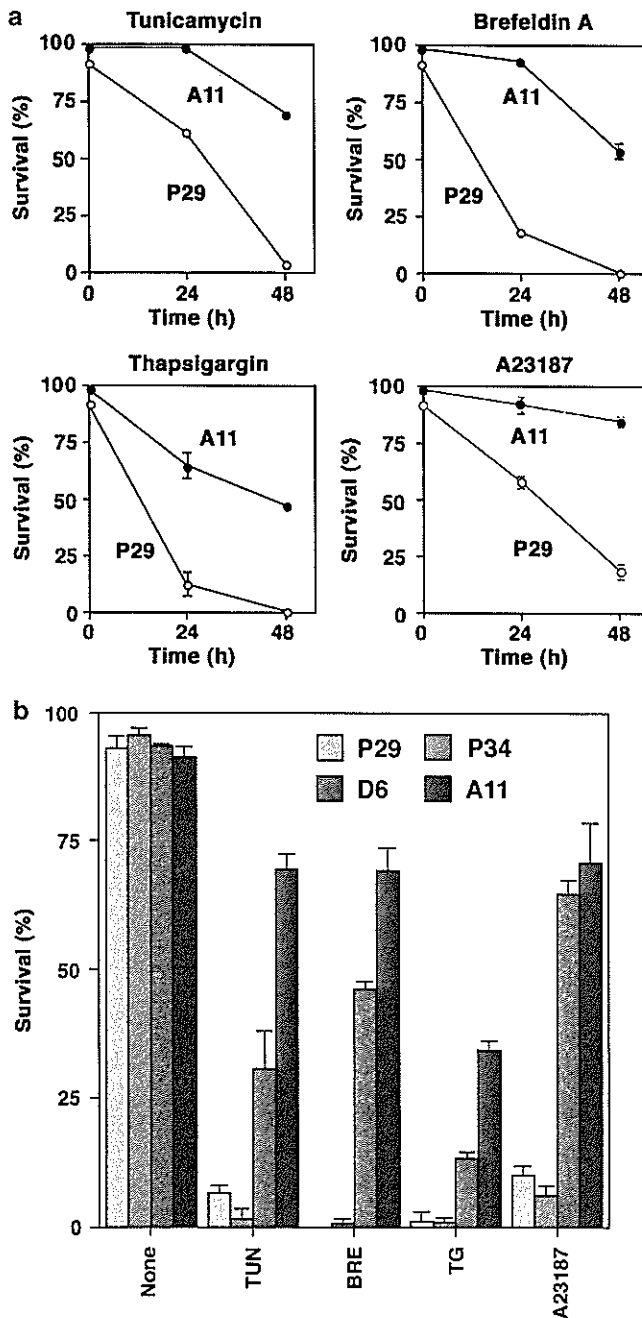 a
Tunicamycin
100
75
50
25
0
Survival (%)
A11
P29
0 24 48
Time (h)
Brefeldin A
100
75
50
25
0
Survival (%)
A11
P29
0 24 48
Time (h)
Thapsigargin
100
75
50
25
0
Survival (%)
A11
P29
0 24 48
Time (h)
A23187
100
75
50
25
0
Survival (%)
A11
P29
0 24 48
Time (h)
b
100
75
50
25
0
Survival (%)
P29 P34
D6 A11
None
TUN
BRE
TG
A23187